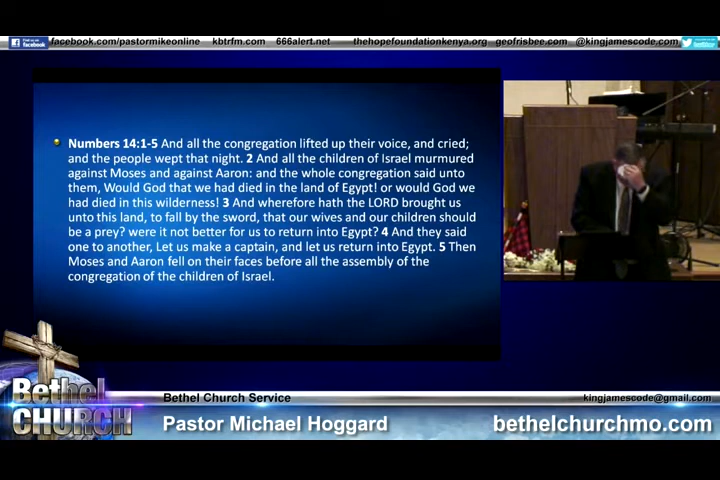 Find us on facebook facebook.com/pastormikeonline kbtrfm.com 666alert.net thehopefoundationkenya.org geofrisbee.com @kingjamescode.com twitter
Numbers 14:1-5 And all the congregation lifted up their voice, and cried;
and the people wept that night. 2 And all the children of Israel murmured
against Moses and against Aaron: and the whole congregation said unto
them, Would God that we had died in the land of Egypt! or would God we
had died in this wilderness! 3 And wherefore hath the LORD brought us
unto this land, to fall by the sword, that our wives and our children should
be a prey? were it not better for us to return into Egypt? 4 And they said
one to another, Let us make a captain, and let us return into Egypt. 5 Then
Moses and Aaron fell on their faces before all the assembly of the
congregation of the children of Israel.
Bethel
CHURCH
Bethel Church Service kingjamescode@gmail.com
Pastor Michael Hoggard bethelchurchmo.com